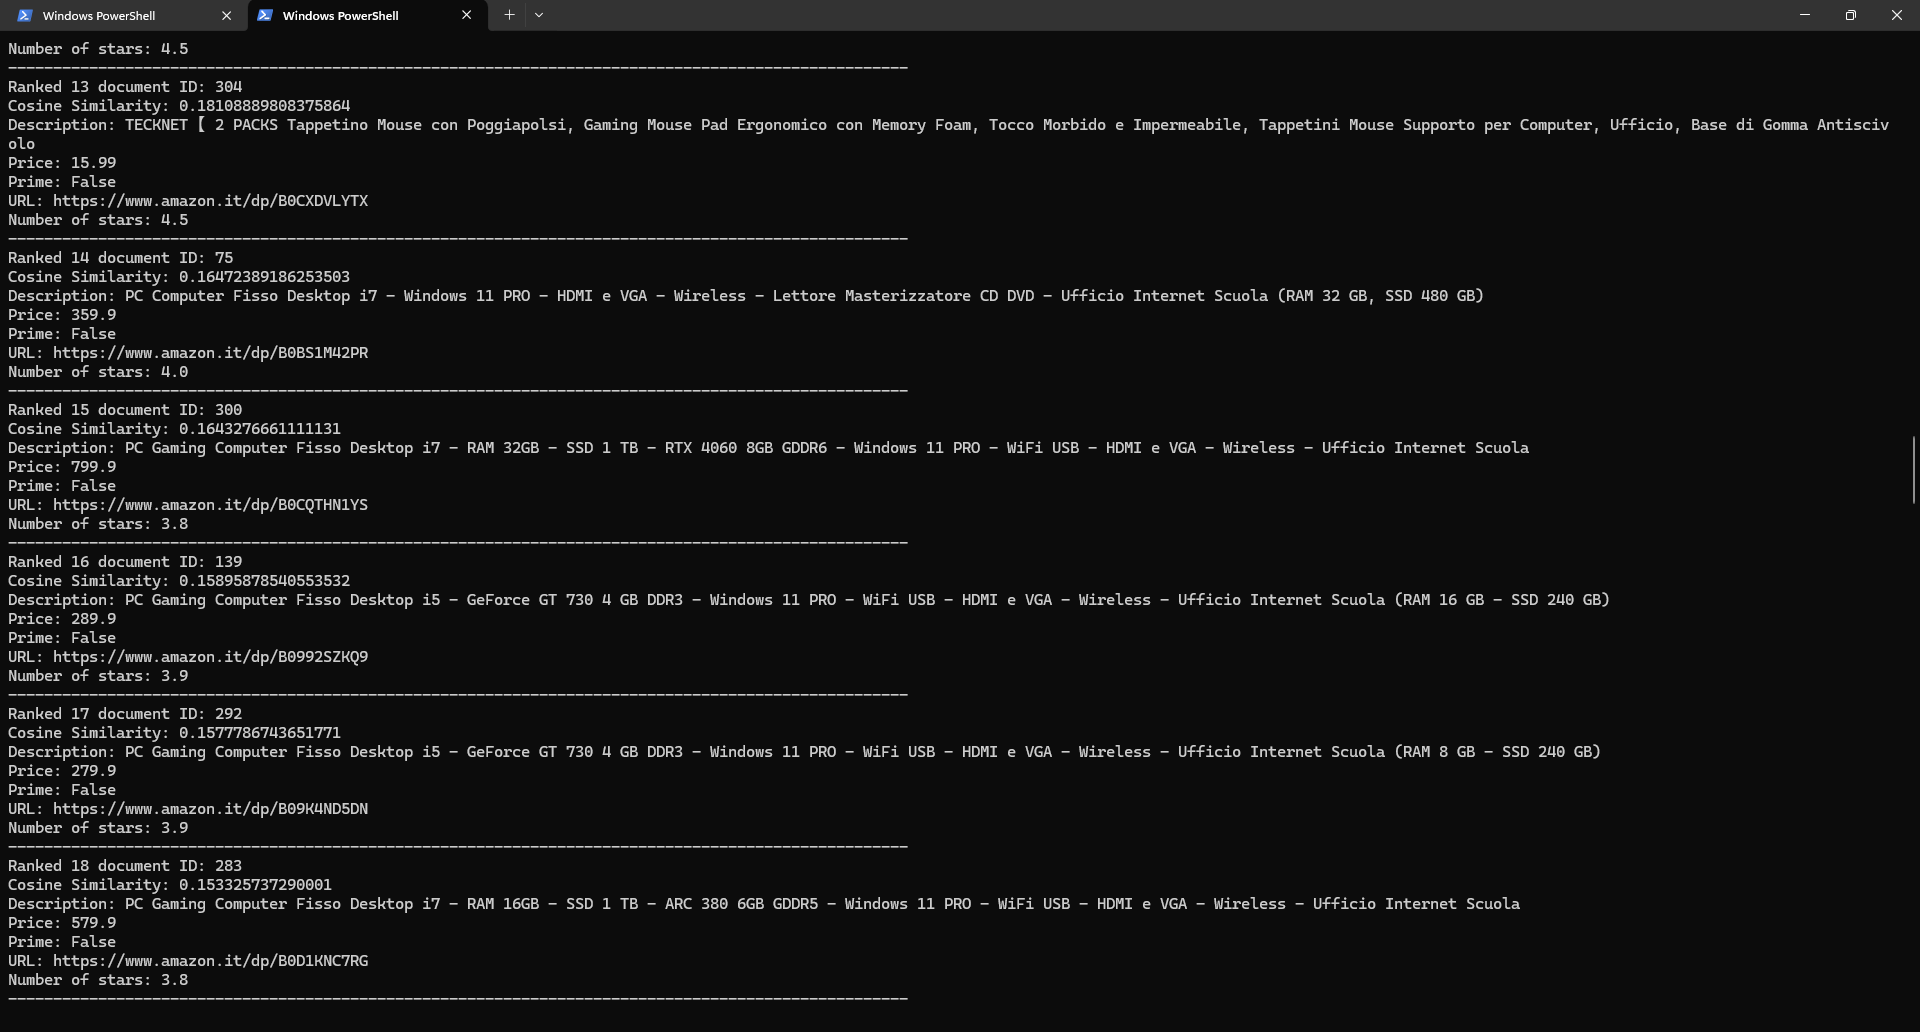 Windows PowerShell
Windows PowerShell
Number of stars: 4.5
----------------------------------------------------------------------------------------------------
Ranked 13 document ID: 304
Cosine Similarity: 0.18108889808375864
Description: TECKNET【 2 PACKS Tappetino Mouse con Poggiapolsi, Gaming Mouse Pad Ergonomico con Memory Foam, Tocco Morbido e Impermeabile, Tappetini Mouse Supporto per Computer, Ufficio, Base di Gomma Antisciv
olo
Price: 15.99
Prime: False
URL: https://www.amazon.it/dp/B0CXDVLYTX
Number of stars: 4.5
----------------------------------------------------------------------------------------------------
Ranked 14 document ID: 75
Cosine Similarity: 0.16472389186253503
Description: PC Computer Fisso Desktop i7 - Windows 11 PRO - HDMI e VGA - Wireless - Lettore Masterizzatore CD DVD - Ufficio Internet Scuola (RAM 32 GB, SSD 480 GB)
Price: 359.9
Prime: False
URL: https://www.amazon.it/dp/B0BS1M42PR
Number of stars: 4.0
----------------------------------------------------------------------------------------------------
Ranked 15 document ID: 300
Cosine Similarity: 0.1643276661111131
Description: PC Gaming Computer Fisso Desktop i7 - RAM 32GB - SSD 1 TB - RTX 4060 8GB GDDR6 - Windows 11 PRO - WiFi USB - HDMI e VGA - Wireless - Ufficio Internet Scuola
Price: 799.9
Prime: False
URL: https://www.amazon.it/dp/B0CQTHN1YS
Number of stars: 3.8
----------------------------------------------------------------------------------------------------
Ranked 16 document ID: 139
Cosine Similarity: 0.15895878540553532
Description: PC Gaming Computer Fisso Desktop i5 - GeForce GT 730 4 GB DDR3 - Windows 11 PRO - WiFi USB - HDMI e VGA - Wireless - Ufficio Internet Scuola (RAM 16 GB - SSD 240 GB)
Price: 289.9
Prime: False
URL: https://www.amazon.it/dp/B0992SZKQ9
Number of stars: 3.9
----------------------------------------------------------------------------------------------------
Ranked 17 document ID: 292
Cosine Similarity: 0.1577786743651771
Description: PC Gaming Computer Fisso Desktop i5 - GeForce GT 730 4 GB DDR3 - Windows 11 PRO - WiFi USB - HDMI e VGA - Wireless - Ufficio Internet Scuola (RAM 8 GB - SSD 240 GB)
Price: 279.9
Prime: False
URL: https://www.amazon.it/dp/B09K4ND5DN
Number of stars: 3.9
----------------------------------------------------------------------------------------------------
Ranked 18 document ID: 283
Cosine Similarity: 0.153325737290001
Description: PC Gaming Computer Fisso Desktop i7 - RAM 16GB - SSD 1 TB - ARC 380 6GB GDDR5 - Windows 11 PRO - WiFi USB - HDMI e VGA - Wireless - Ufficio Internet Scuola
Price: 579.9
Prime: False
URL: https://www.amazon.it/dp/B0D1KNC7RG
Number of stars: 3.8
----------------------------------------------------------------------------------------------------